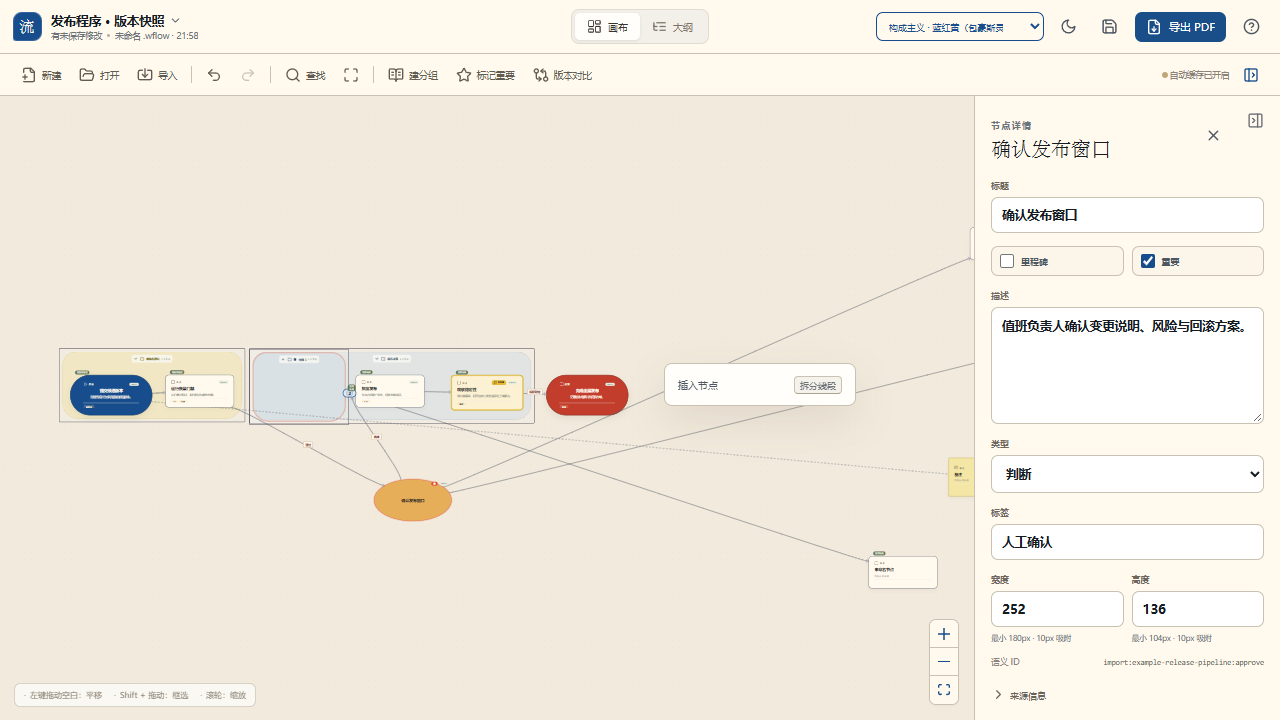 流
发布程序 • 版本快照
有未保存修改 • 未命名 .wflow · 21:58
画布
大纲
构成主义 · 蓝红黄（包豪斯灵
导出 PDF
新建
打开
导入
查找
建分组
标记重要
版本对比
自动缓存已开启
插入节点
拆分线段
确认发布窗口
· 左键拖动空白：平移
· Shift + 拖动：框选
· 滚轮：缩放
节点详情
确认发布窗口
标题
确认发布窗口
里程碑
重要
描述
值班负责人确认变更说明、风险与回滚方案。
类型
判断
标签
人工确认
宽度
高度
252
136
最小 180px · 10px 吸附
最小 104px · 10px 吸附
语义 ID
import:example-release-pipeline:approve
来源信息